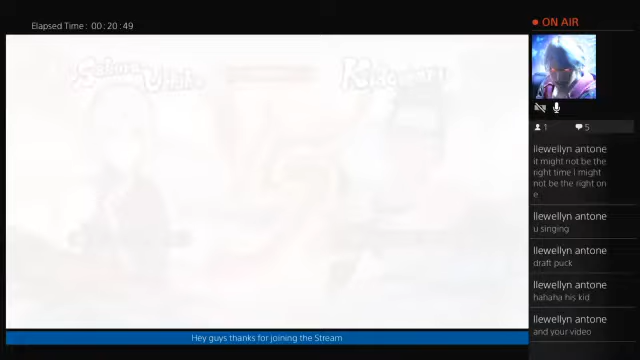 Elapsed Time : 00:20:49
ON AIR
1
5
llewellyn antone
it might not be the
right time I might
not be the right on
e
llewellyn antone
u singing
llewellyn antone
draft puck
llewellyn antone
hahaha his kid
llewellyn antone
and your video
Hey guys thanks for joining the Stream